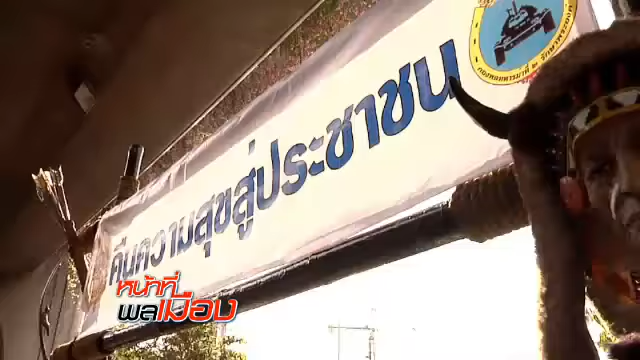 คืนความสุขสู่ประชาชน
หน้าที่
พลเมือง